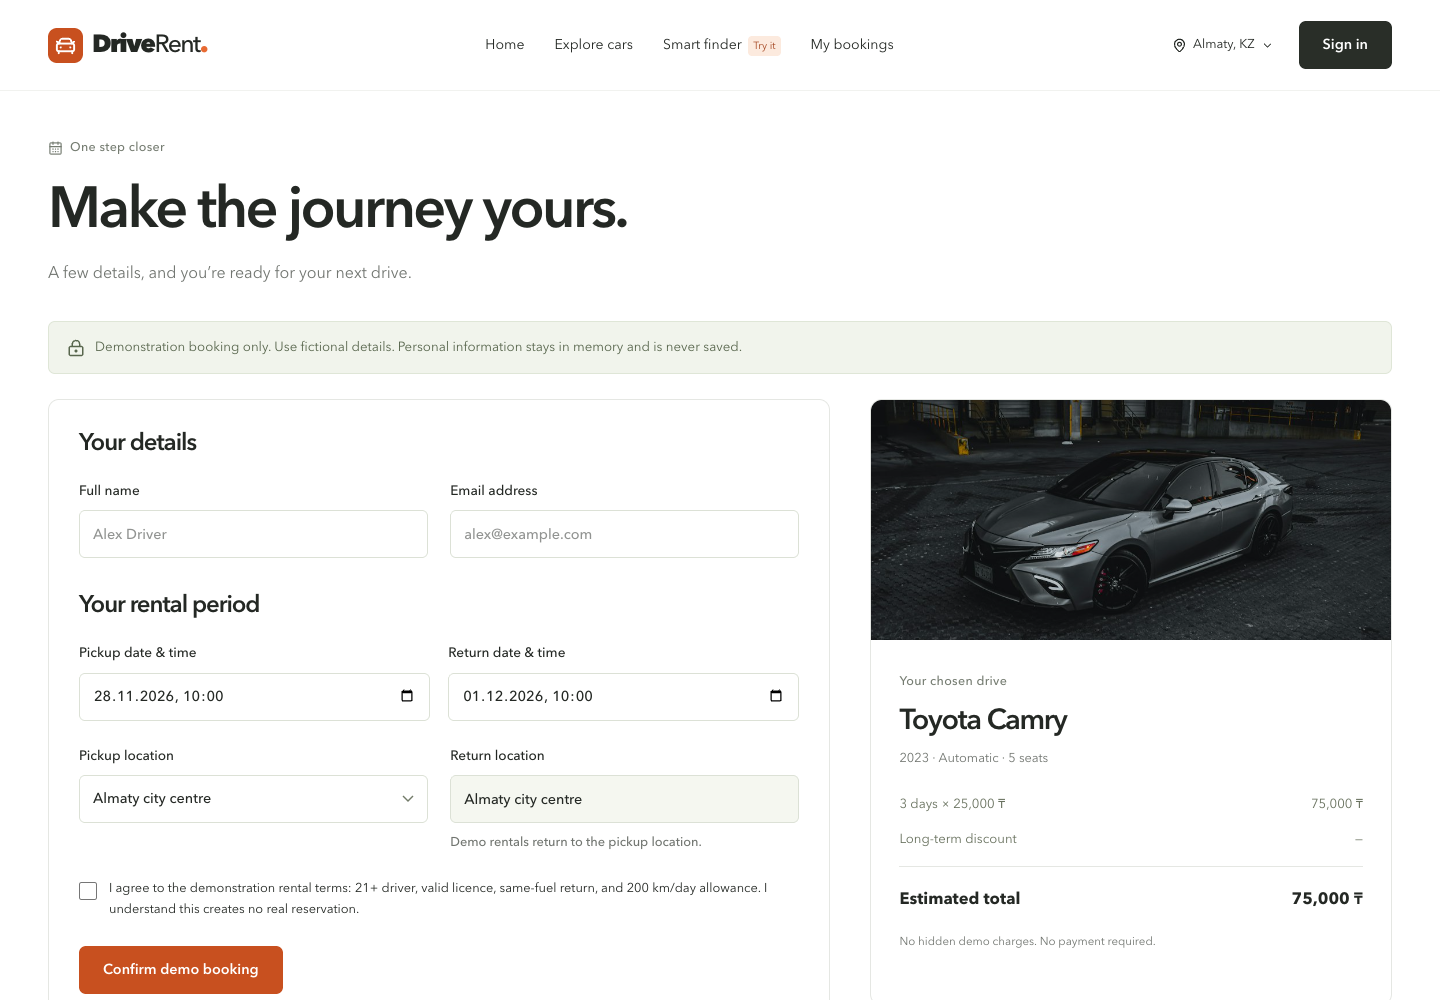 DriveRent.
Home
Explore cars
Smart finder Try it
My bookings
Almaty, KZ
Sign in
One step closer
Make the journey yours.
A few details, and you’re ready for your next drive.
Demonstration booking only. Use fictional details. Personal information stays in memory and is never saved.
Your details
Full name
Alex Driver
Email address
alex@example.com
Your rental period
Pickup date & time
28.11.2026, 10:00
Return date & time
01.12.2026, 10:00
Pickup location
Almaty city centre
Return location
Almaty city centre
Demo rentals return to the pickup location.
I agree to the demonstration rental terms: 21+ driver, valid licence, same-fuel return, and 200 km/day allowance. I
understand this creates no real reservation.
Confirm demo booking
Your chosen drive
Toyota Camry
2023 · Automatic · 5 seats
3 days × 25,000 ₸
75,000 ₸
Long-term discount
—
Estimated total
75,000 ₸
No hidden demo charges. No payment required.